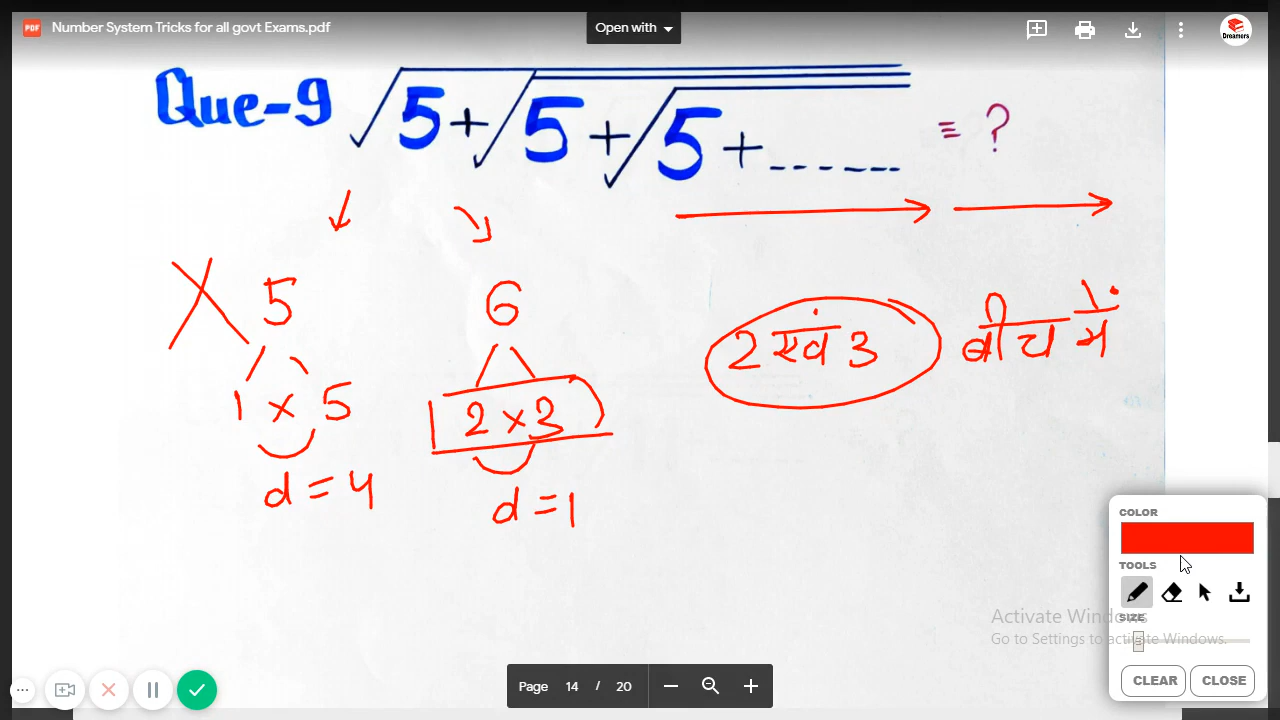 Number System Tricks for all govt Exams.pdf
Open with
Dreamers
Que-9 √5+√5+√5+------- = ?
5 6 2 एवं 3 बीच में
1 × 5 2 × 3
d = 4 d = 1
COLOR
TOOLS
Activate Windows
SIZE
Go to Settings to activate Windows.
Page 14 / 20
CLEAR CLOSE